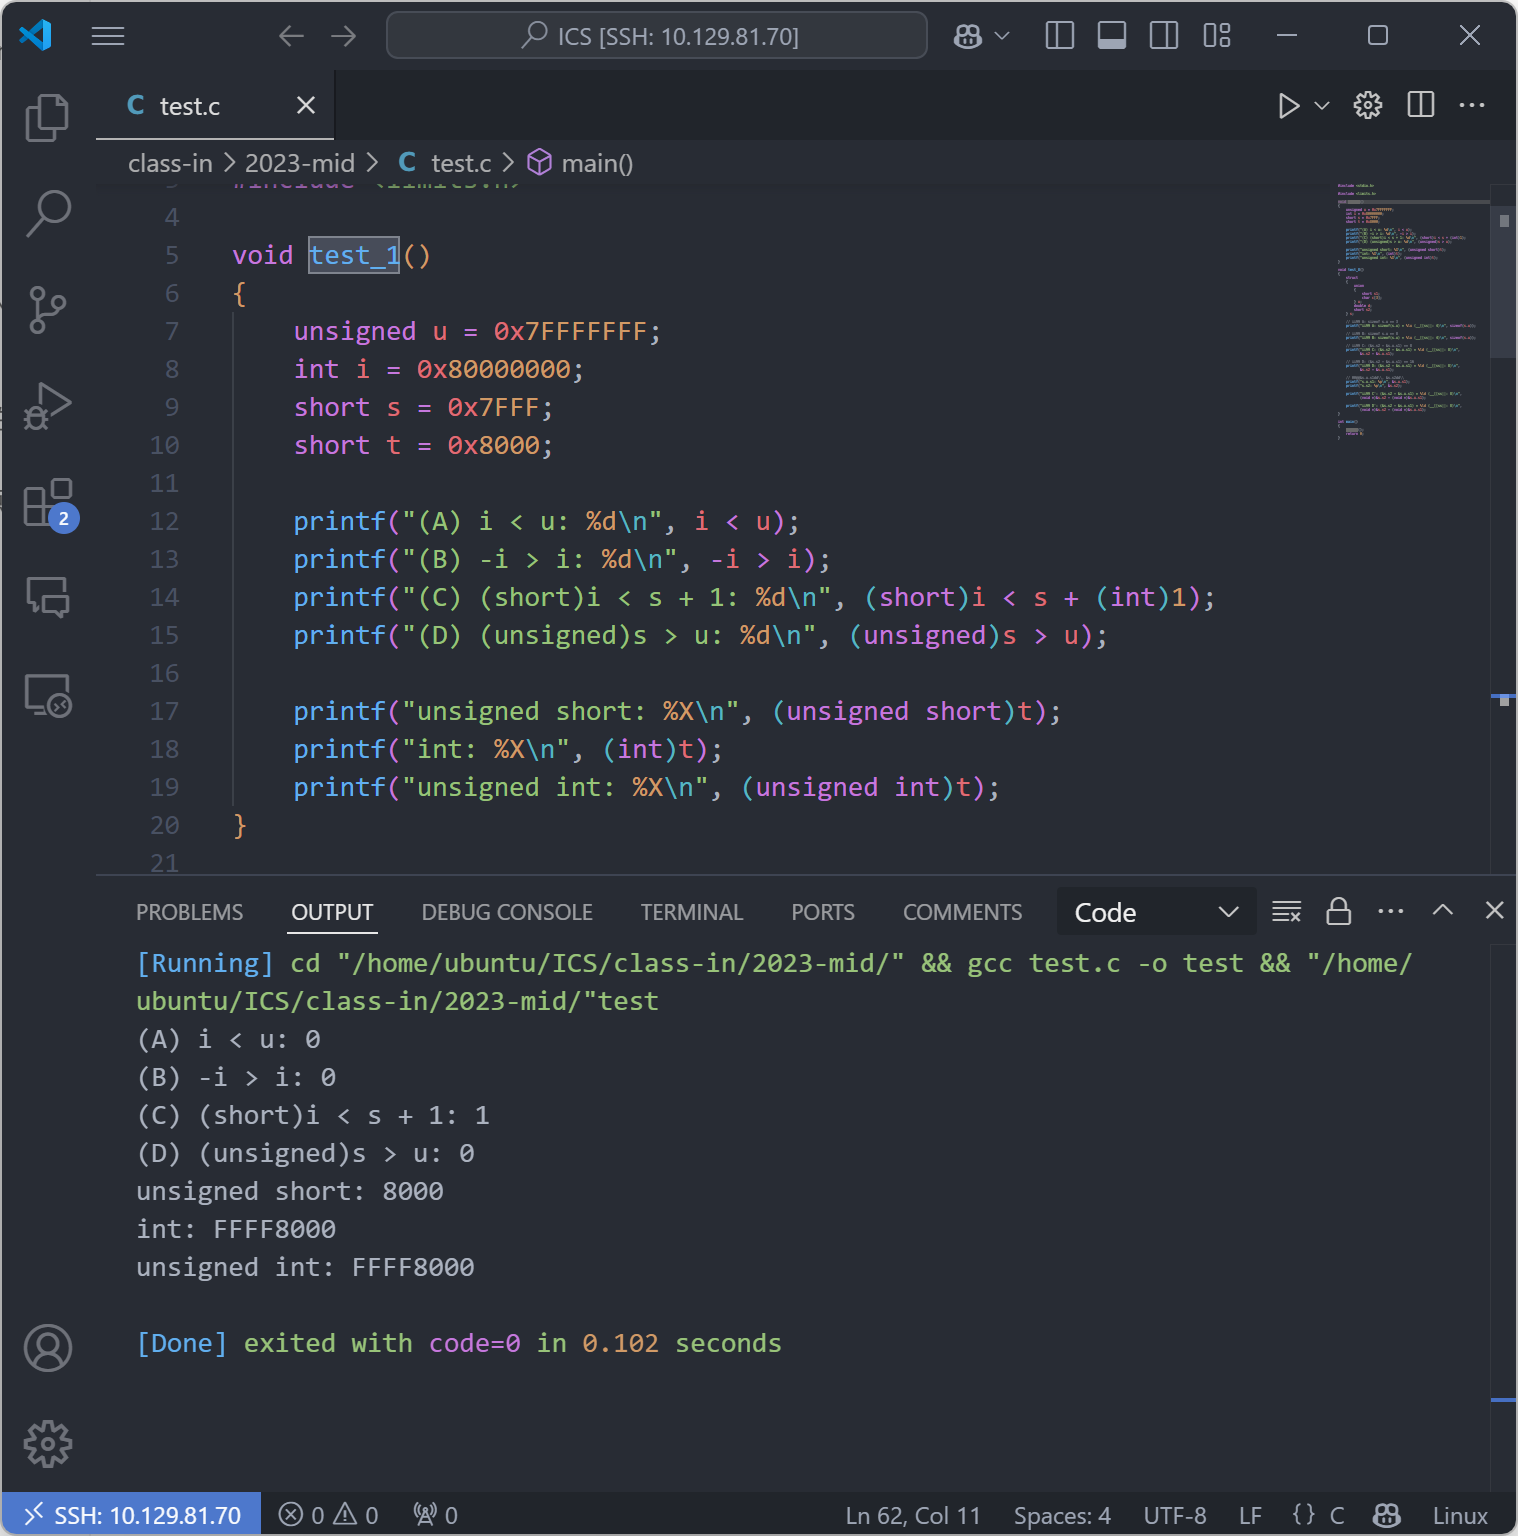 ICS [SSH: 10.129.81.70]
C test.c
class-in > 2023-mid > C test.c > main()
3 #include <limits.h>
4
5 void test_1()
6 {
7 unsigned u = 0x7FFFFFFF;
8 int i = 0x80000000;
9 short s = 0x7FFF;
10 short t = 0x8000;
11
12 printf("(A) i < u: %d\n", i < u);
13 printf("(B) -i > i: %d\n", -i > i);
14 printf("(C) (short)i < s + 1: %d\n", (short)i < s + (int)1);
15 printf("(D) (unsigned)s > u: %d\n", (unsigned)s > u);
16
17 printf("unsigned short: %X\n", (unsigned short)t);
18 printf("int: %X\n", (int)t);
19 printf("unsigned int: %X\n", (unsigned int)t);
20 }
21
2
PROBLEMS OUTPUT DEBUG CONSOLE TERMINAL PORTS COMMENTS Code
[Running] cd "/home/ubuntu/ICS/class-in/2023-mid/" && gcc test.c -o test && "/home/
ubuntu/ICS/class-in/2023-mid/"test
(A) i < u: 0
(B) -i > i: 0
(C) (short)i < s + 1: 1
(D) (unsigned)s > u: 0
unsigned short: 8000
int: FFFF8000
unsigned int: FFFF8000
[Done] exited with code=0 in 0.102 seconds
SSH: 10.129.81.70 0 0 0 Ln 62, Col 11 Spaces: 4 UTF-8 LF {} C Linux